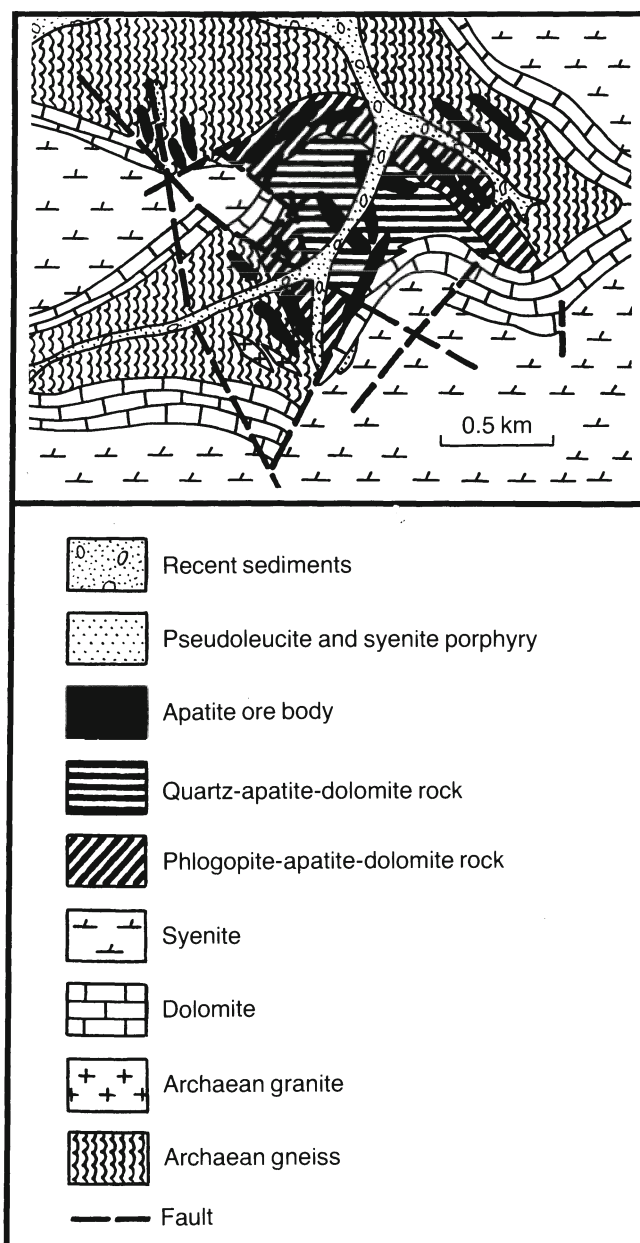 0.5 km
Recent sediments
Pseudoleucite and syenite porphyry
Apatite ore body
Quartz-apatite-dolomite rock
Phlogopite-apatite-dolomite rock
Syenite
Dolomite
Archaean granite
Archaean gneiss
Fault